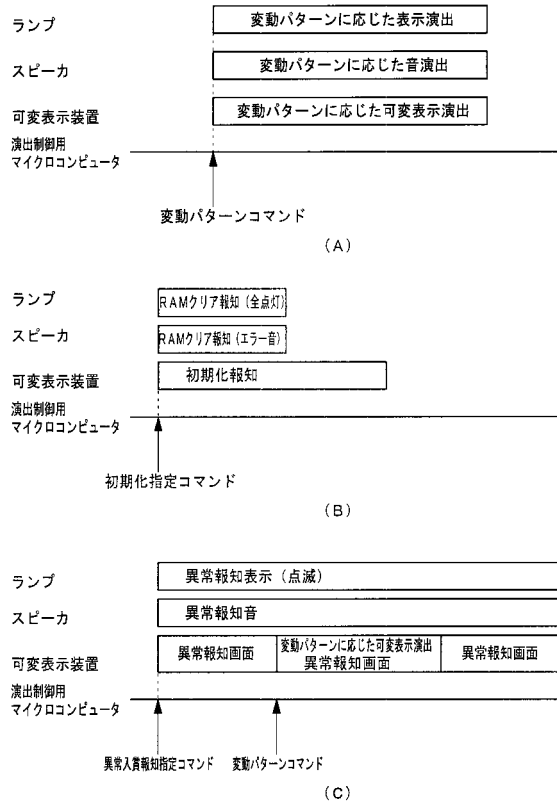 ランプ
変動パターンに応じた表示演出
スピーカ
変動パターンに応じた音演出
可変表示装置
変動パターンに応じた可変表示演出
演出制御用
マイクロコンピュータ
変動パターンコマンド
(A)
ランプ
RAMクリア報知(全点灯)
スピーカ
RAMクリア報知(エラー音)
可変表示装置
初期化報知
演出制御用
マイクロコンピュータ
初期化指定コマンド
(B)
ランプ
異常報知表示(点滅)
スピーカ
異常報知音
可変表示装置
異常報知画面
変動パターンに応じた可変表示演出
異常報知画面
異常報知画面
演出制御用
マイクロコンピュータ
異常入賞報知指定コマンド
変動パターンコマンド
(C)